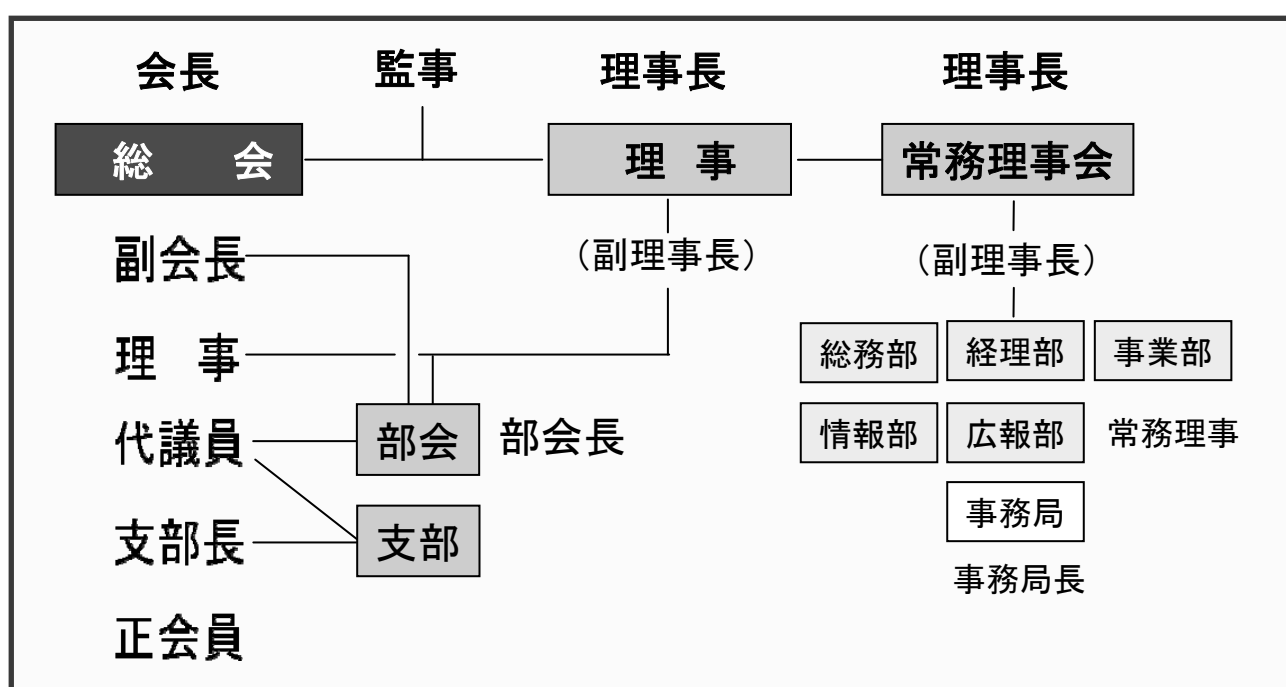 会長 監事 理事長 理事長
総 会 理 事 常務理事会
副会長 (副理事長) (副理事長)
理 事 総務部 経理部 事業部
代議員 部会 部会長 情報部 広報部 常務理事
支部長 支部 事務局
事務局長
正会員